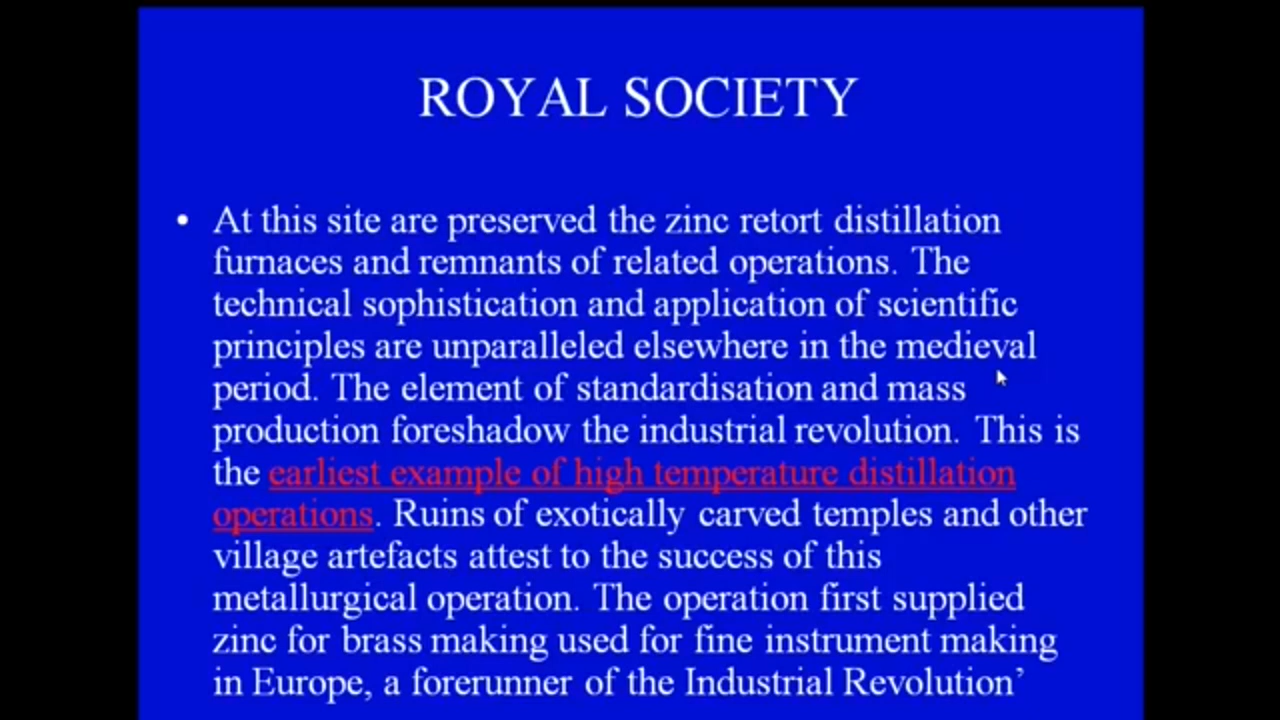 ROYAL SOCIETY
• At this site are preserved the zinc retort distillation
furnaces and remnants of related operations. The
technical sophistication and application of scientific
principles are unparalleled elsewhere in the medieval
period. The element of standardisation and mass
production foreshadow the industrial revolution. This is
the earliest example of high temperature distillation
operations. Ruins of exotically carved temples and other
village artefacts attest to the success of this
metallurgical operation. The operation first supplied
zinc for brass making used for fine instrument making
in Europe, a forerunner of the Industrial Revolution’